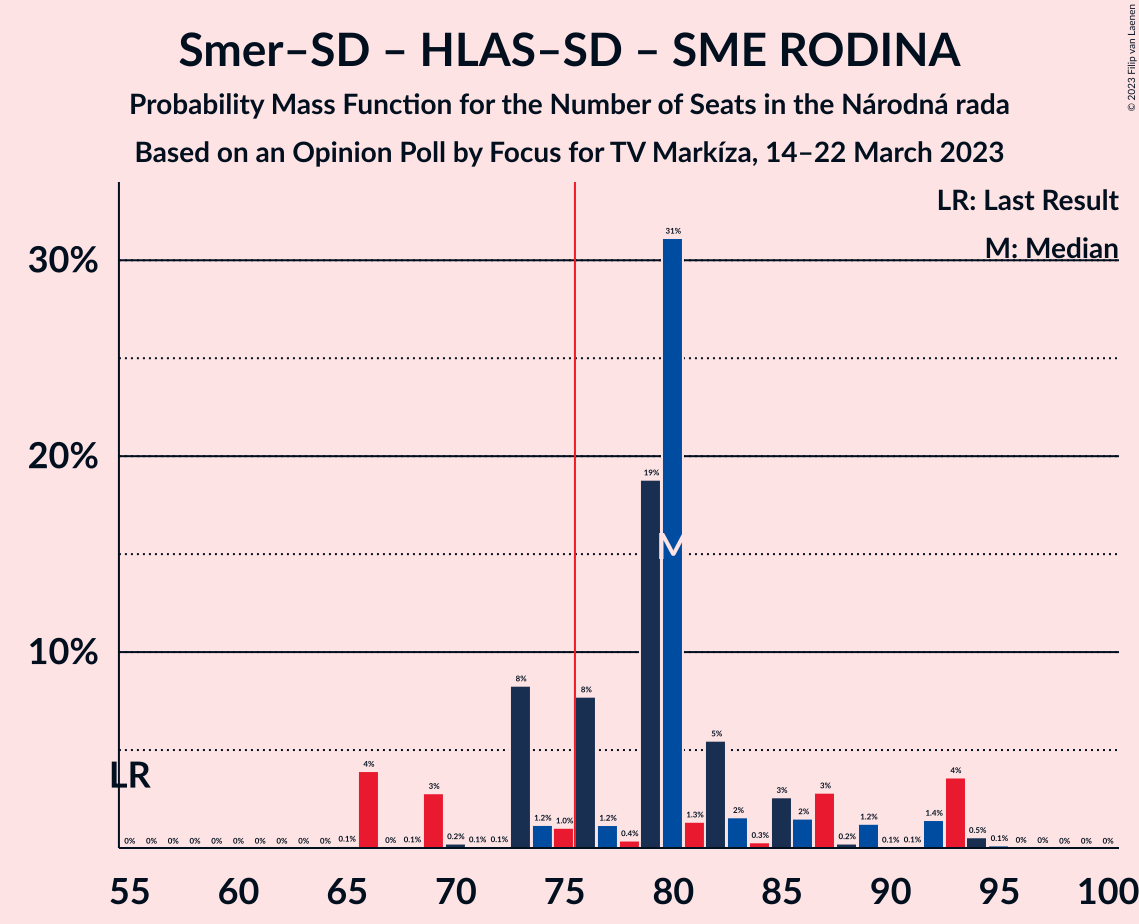 Smer–SD – HLAS–SD – SME RODINA
Probability Mass Function for the Number of Seats in the Národná rada
Based on an Opinion Poll by Focus for TV Markíza, 14–22 March 2023
© 2023 Filip van Laenen
LR: Last Result
M: Median
30%
20%
10%
LR
M
0% 0% 0% 0% 0% 0% 0% 0% 0% 0% 0.1% 4% 0% 0.1% 3% 0.2% 0.1% 0.1% 8% 1.2% 1.0% 8% 1.2% 0.4% 19% 31% 1.3% 5% 2% 0.3% 3% 2% 3% 0.2% 1.2% 0.1% 0.1% 1.4% 4% 0.5% 0.1% 0% 0% 0% 0% 0%
55 60 65 70 75 80 85 90 95 100